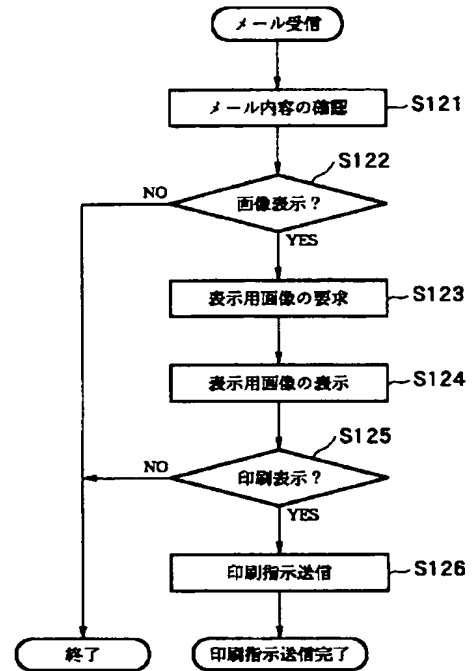 メール受信
メール内容の確認
S121
S122
画像表示？
NO
YES
表示用画像の要求
S123
表示用画像の表示
S124
S125
印刷表示？
NO
YES
印刷指示送信
S126
終了
印刷指示送信完了